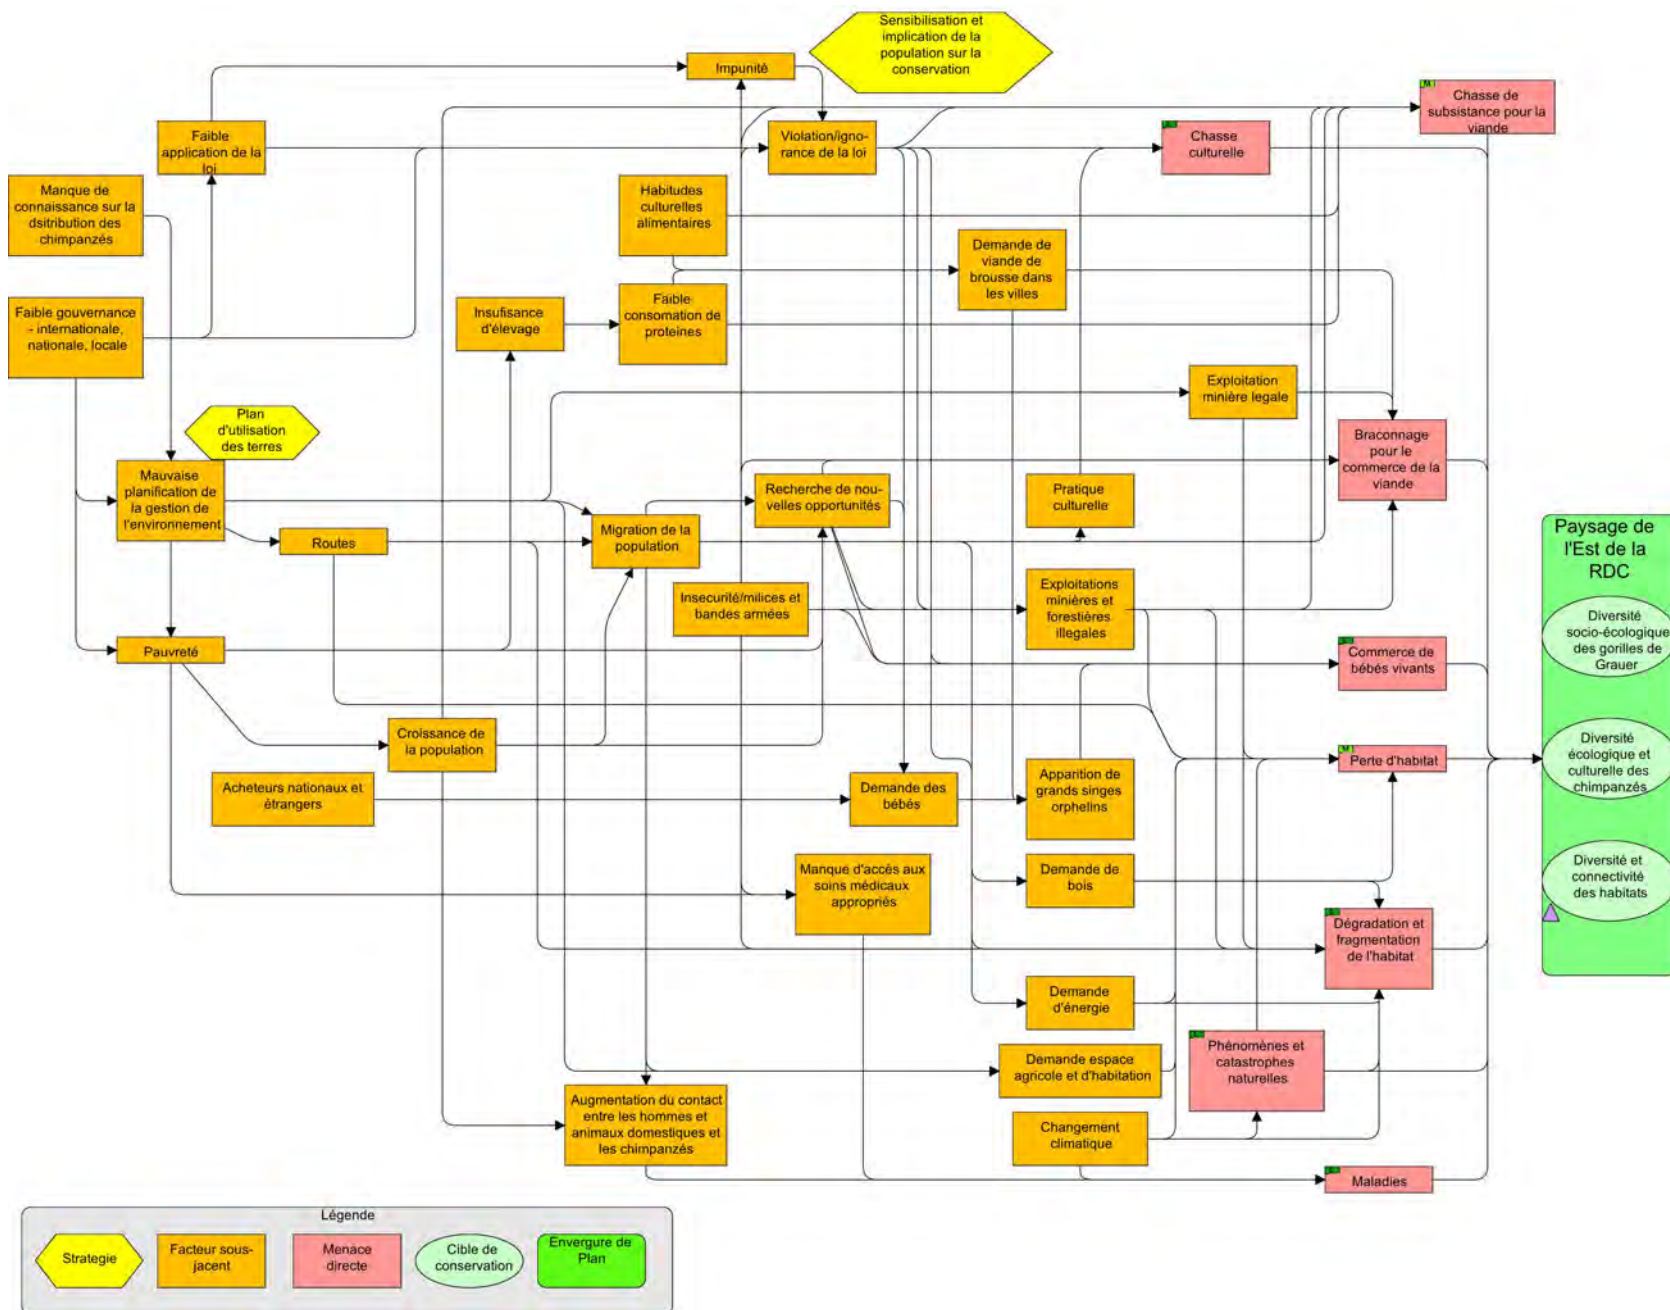 Sensibilisation et
implication de la
population sur la
conservation
Impunité
M
Chasse de
subsistance pour la
viande
Faible
application de la
loi
Violation/igno-
rance de la loi
Chasse
culturelle
Manque de
connaissance sur la
dsitribution des
chimpanzés
Habitudes
culturelles
alimentaires
Demande de
viande de
brousse dans
les villes
Faible gouvernance
- internationale,
nationale, locale
Insufisance
d'élevage
Faible
consomation de
proteines
Exploitation
minière legale
Plan
d'utilisation
des terres
Braconnage
pour le
commerce de la
viande
Mauvaise
planification de
la gestion de
l'environnement
Recherche de nou-
velles opportunités
Pratique
culturelle
Routes
Migration de la
population
Paysage de
l'Est de la
RDC
Insecurité/milices et
bandes armées
Exploitations
minières et
forestières
illegales
Diversité
socio-écologique
des gorilles de
Grauer
Pauvreté
Commerce de
bébés vivants
Croissance de
la population
M
Perte d'habitat
Diversité
écologique et
culturelle des
chimpanzés
Acheteurs nationaux et
étrangers
Demande des
bébés
Apparition de
grands singes
orphelins
Manque d'accès aux
soins médicaux
appropriés
Demande de
bois
Diversité et
connectivité
des habitats
Dégradation et
fragmentation
de l'habitat
Demande
d'énergie
Demande espace
agricole et d'habitation
Phénomènes et
catastrophes
naturelles
Augmentation du contact
entre les hommes et
animaux domestiques et
les chimpanzés
Changement
climatique
Maladies
Légende
Strategie
Facteur sous-
jacent
Menace
directe
Cible de
conservation
Envergure de
Plan